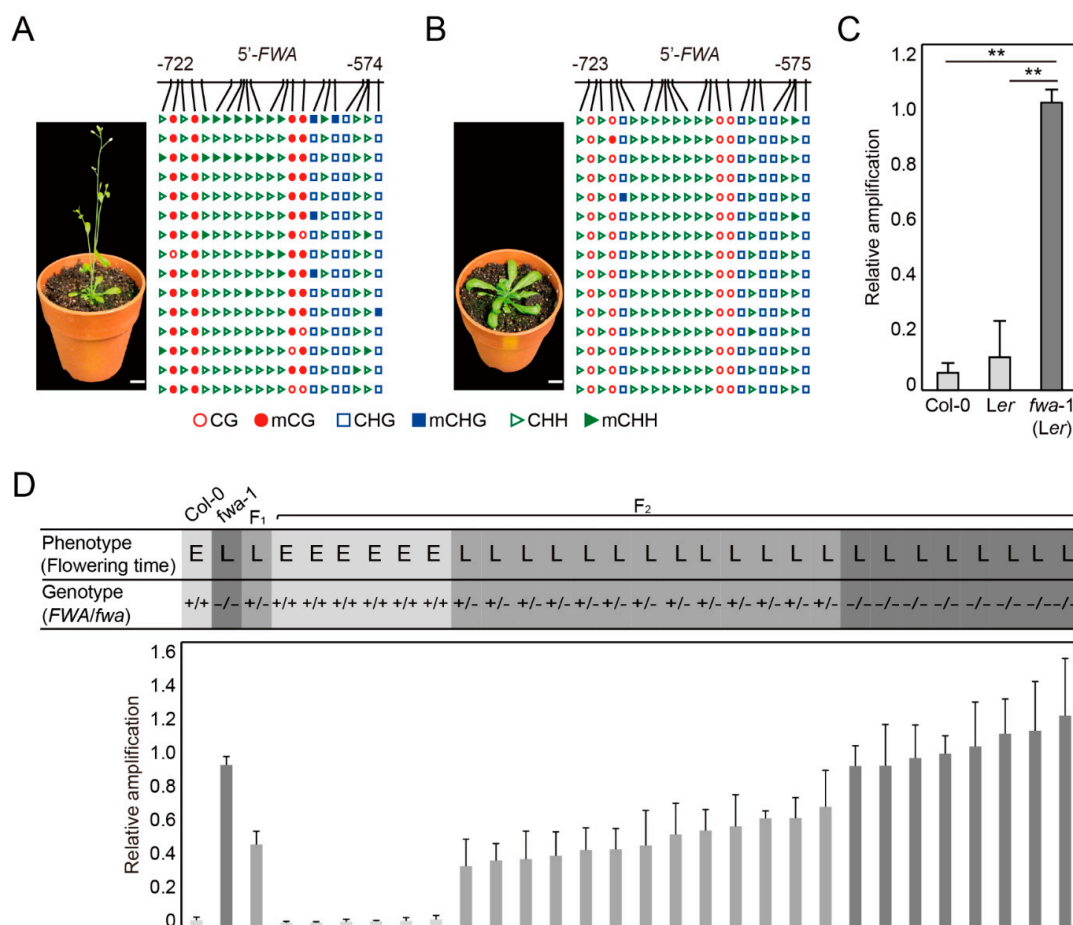 A
-722
5'-FWA
-574
B
-723
5'-FWA
-575
CG mCG CHG mCHG CHH mCHH
C
Relative amplification
1.2
1.0
0.8
0.6
0.4
0.2
0
**
**
Col-0 Ler fwa-1
(Ler)
D
Col-0 fwa-1 F1 F2
Phenotype
(Flowering time)
E L L E E E E E E L L L L L L L L L L L L L L L L L L L L L
Genotype
(FWA/fwa)
+/+ –/– +/– +/+ +/+ +/+ +/+ +/+ +/+ +/– +/– +/– +/– +/– +/– +/– +/– +/– +/– +/– +/– +/– –/– –/– –/– –/– –/– –/– –/– –/–
Relative amplification
1.6
1.4
1.2
1.0
0.8
0.6
0.4
0.2
0